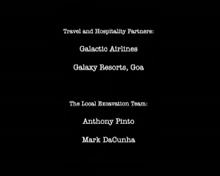 Travel and Hospitality Partners:
Galactic Airlines
Galaxy Resorts, Goa
The Local Excavation Team:
Anthony Pinto
Mark DaCunha